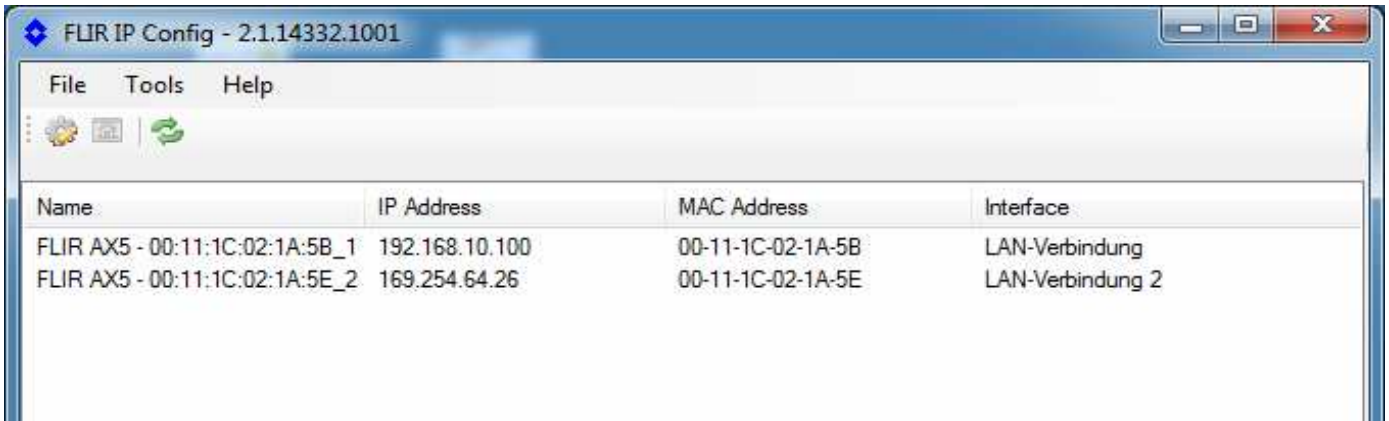 FLIR IP Config - 2.1.14332.1001
File Tools Help
Name IP Address MAC Address Interface
FLIR AX5 - 00:11:1C:02:1A:5B_1 192.168.10.100 00-11-1C-02-1A-5B LAN-Verbindung
FLIR AX5 - 00:11:1C:02:1A:5E_2 169.254.64.26 00-11-1C-02-1A-5E LAN-Verbindung 2